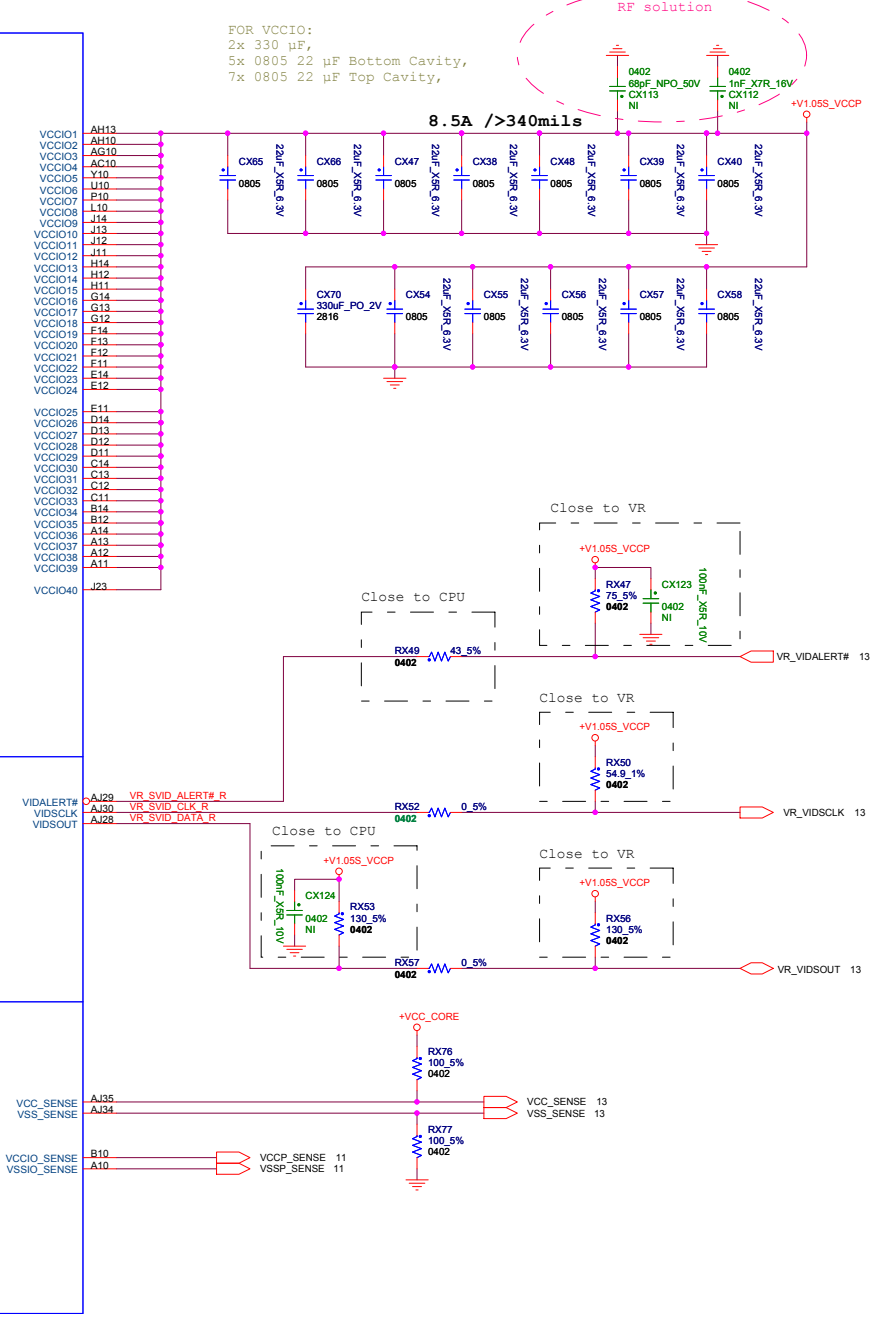 RF solution
FOR VCCIO:
2x 330 µF,
5x 0805 22 µF Bottom Cavity,
7x 0805 22 µF Top Cavity,
0402
68pF_NPO_50V
CX113
NI
0402
1nF_X7R_16V
CX112
NI
+V1.05S_VCCP
8.5A />340mils
VCCIO1 AH13
VCCIO2 AH10
VCCIO3 AG10
VCCIO4 AC10
VCCIO5 Y10
VCCIO6 U10
VCCIO7 P10
VCCIO8 L10
VCCIO9 J14
VCCIO10 J13
VCCIO11 J12
VCCIO12 J11
VCCIO13 H14
VCCIO14 H12
VCCIO15 H11
VCCIO16 G14
VCCIO17 G13
VCCIO18 G12
VCCIO19 F14
VCCIO20 F13
VCCIO21 F12
VCCIO22 F11
VCCIO23 E14
VCCIO24 E12
VCCIO25 E11
VCCIO26 D14
VCCIO27 D13
VCCIO28 D12
VCCIO29 D11
VCCIO30 C14
VCCIO31 C13
VCCIO32 C12
VCCIO33 C11
VCCIO34 B14
VCCIO35 B12
VCCIO36 A14
VCCIO37 A13
VCCIO38 A12
VCCIO39 A11
VCCIO40 J23
CX65
0805
22uF_X5R_6.3V
CX66
0805
22uF_X5R_6.3V
CX47
0805
22uF_X5R_6.3V
CX38
0805
22uF_X5R_6.3V
CX48
0805
22uF_X5R_6.3V
CX39
0805
22uF_X5R_6.3V
CX40
0805
22uF_X5R_6.3V
CX70
330uF_PO_2V
2816
CX54
0805
22uF_X5R_6.3V
CX55
0805
22uF_X5R_6.3V
CX56
0805
22uF_X5R_6.3V
CX57
0805
22uF_X5R_6.3V
CX58
0805
22uF_X5R_6.3V
Close to VR
+V1.05S_VCCP
RX47
75_5%
0402
CX123
0402
NI
100nF_X5R_10V
Close to CPU
RX49
0402
43_5%
VR_VIDALERT# 13
Close to VR
+V1.05S_VCCP
RX50
54.9_1%
0402
VIDALERT# AJ29 VR_SVID_ALERT#_R
VIDSCLK AJ30 VR_SVID_CLK_R
VIDSOUT AJ28 VR_SVID_DATA_R
RX52
0402
0_5%
VR_VIDSCLK 13
Close to CPU
+V1.05S_VCCP
100nF_X5R_10V
CX124
0402
NI
RX53
130_5%
0402
Close to VR
+V1.05S_VCCP
RX56
130_5%
0402
RX57
0402
0_5%
VR_VIDSOUT 13
+VCC_CORE
RX76
100_5%
0402
VCC_SENSE AJ35
VSS_SENSE AJ34
VCC_SENSE 13
VSS_SENSE 13
RX77
100_5%
0402
VCCIO_SENSE B10
VSSIO_SENSE A10
VCCP_SENSE 11
VSSP_SENSE 11